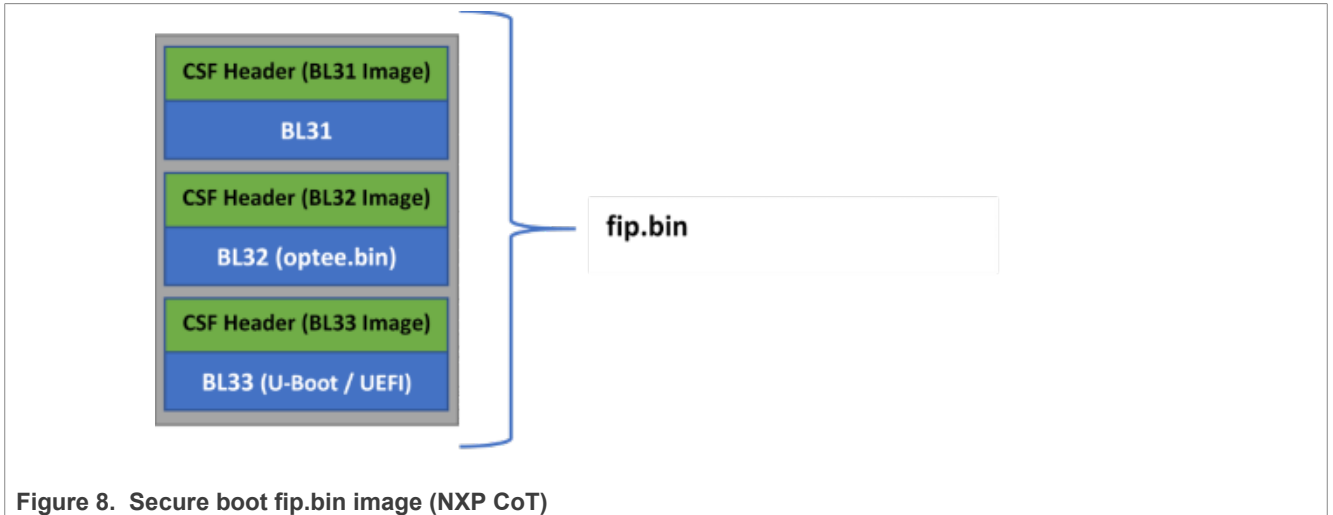 CSF Header (BL31 Image)
BL31
CSF Header (BL32 Image)
BL32 (optee.bin)
CSF Header (BL33 Image)
BL33 (U-Boot / UEFI)
fip.bin
Figure 8. Secure boot fip.bin image (NXP CoT)